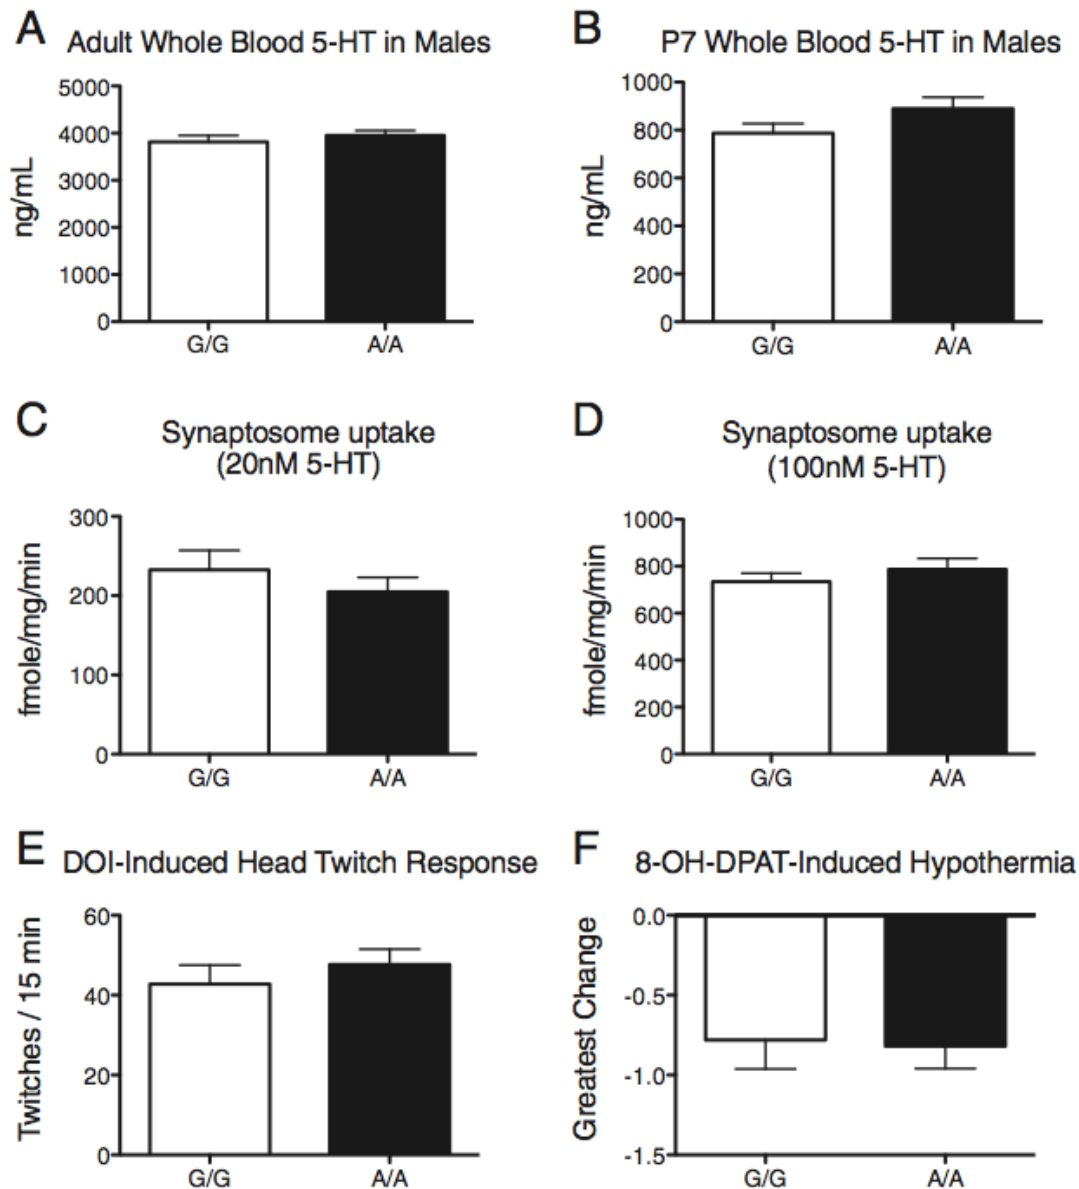 A Adult Whole Blood 5-HT in Males
5000
4000
3000
2000
1000
0
ng/mL
G/G A/A
B P7 Whole Blood 5-HT in Males
1000
800
600
400
200
0
ng/mL
G/G A/A
C Synaptosome uptake
(20nM 5-HT)
300
200
100
0
fmole/mg/min
G/G A/A
D Synaptosome uptake
(100nM 5-HT)
1000
800
600
400
200
0
fmole/mg/min
G/G A/A
E DOI-Induced Head Twitch Response
60
40
20
0
Twitches / 15 min
G/G A/A
F 8-OH-DPAT-Induced Hypothermia
0.0
-0.5
-1.0
-1.5
Greatest Change
G/G A/A